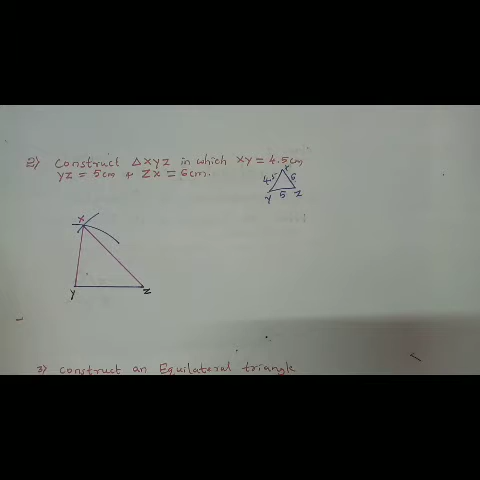 2) Construct △XYZ in which XY = 4.5cm
YZ = 5cm + ZX = 6cm.
X
4.5 6
Y 5 Z
X
Y Z
3) Construct an Equilateral triangle